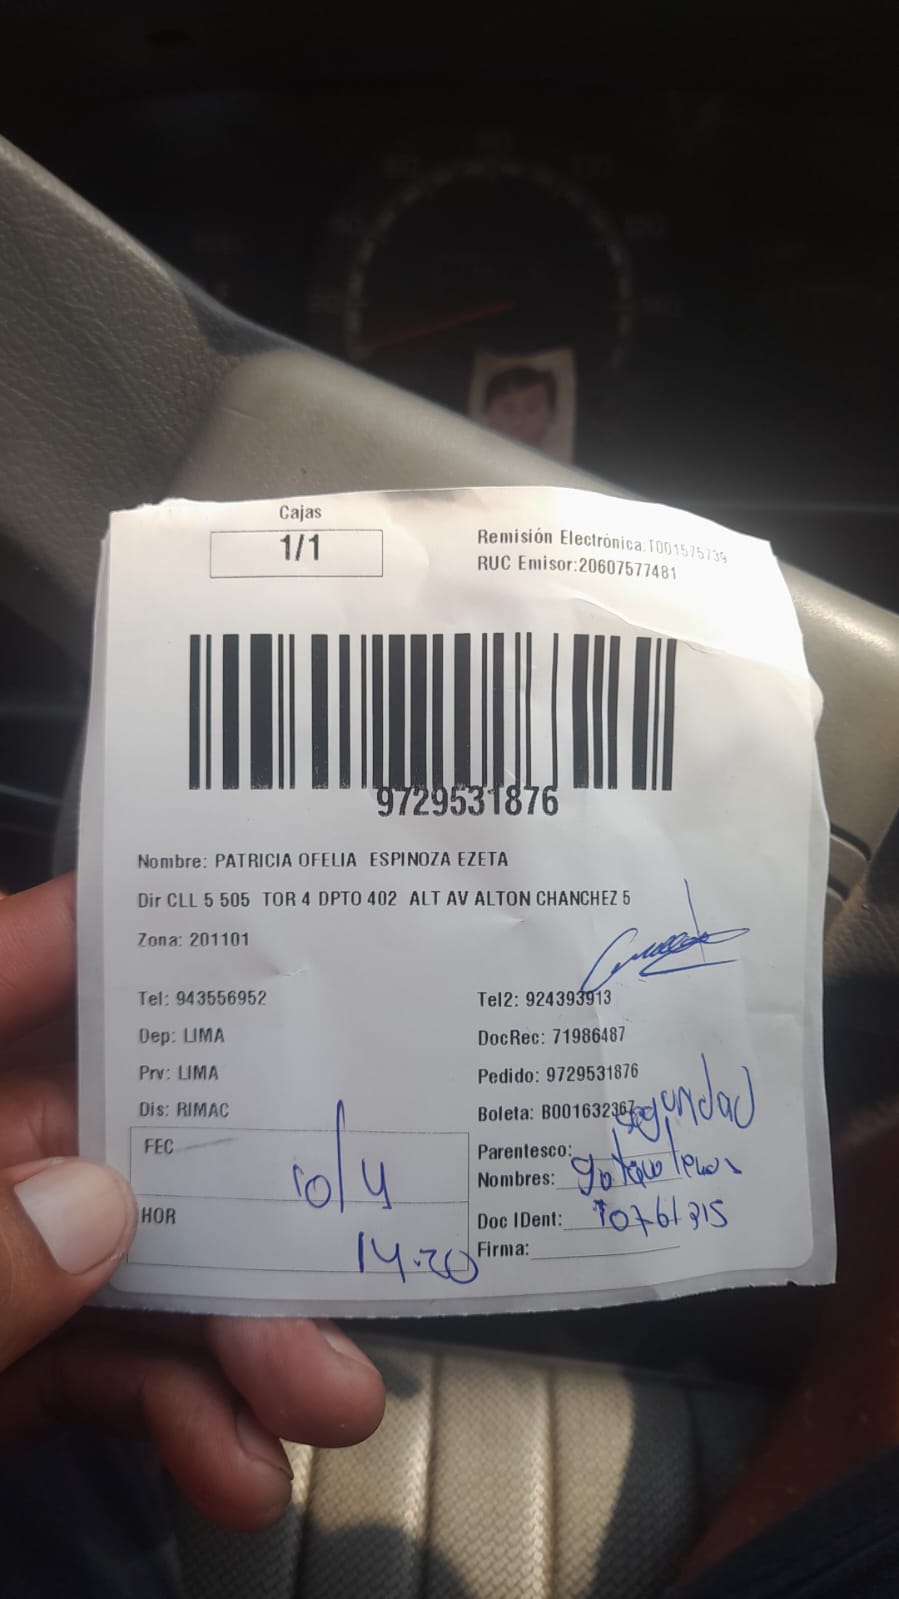 Cajas
1/1
Remisión Electrónica:T001575739
RUC Emisor:20607577481
9729531876
Nombre: PATRICIA OFELIA ESPINOZA EZETA
Dir CLL 5 505 TOR 4 DPTO 402 ALT AV ALTON CHANCHEZ 5
Zona: 201101
Tel: 943556952
Tel2: 924393913
Dep: LIMA
DocRec: 71986487
Prv: LIMA
Pedido: 9729531876
Dis: RIMAC
Boleta: B001632367
seguridad
FEC
10/4
Parentesco:
Nombres:
HOR
14.20
Doc IDent:
Firma: